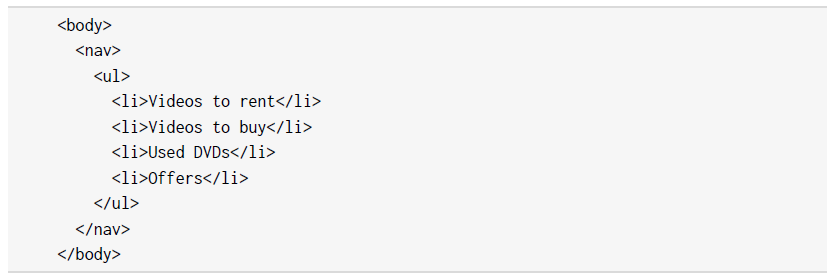 <body>
<nav>
<ul>
<li>Videos to rent</li>
<li>Videos to buy</li>
<li>Used DVDs</li>
<li>Offers</li>
</ul>
</nav>
</body>